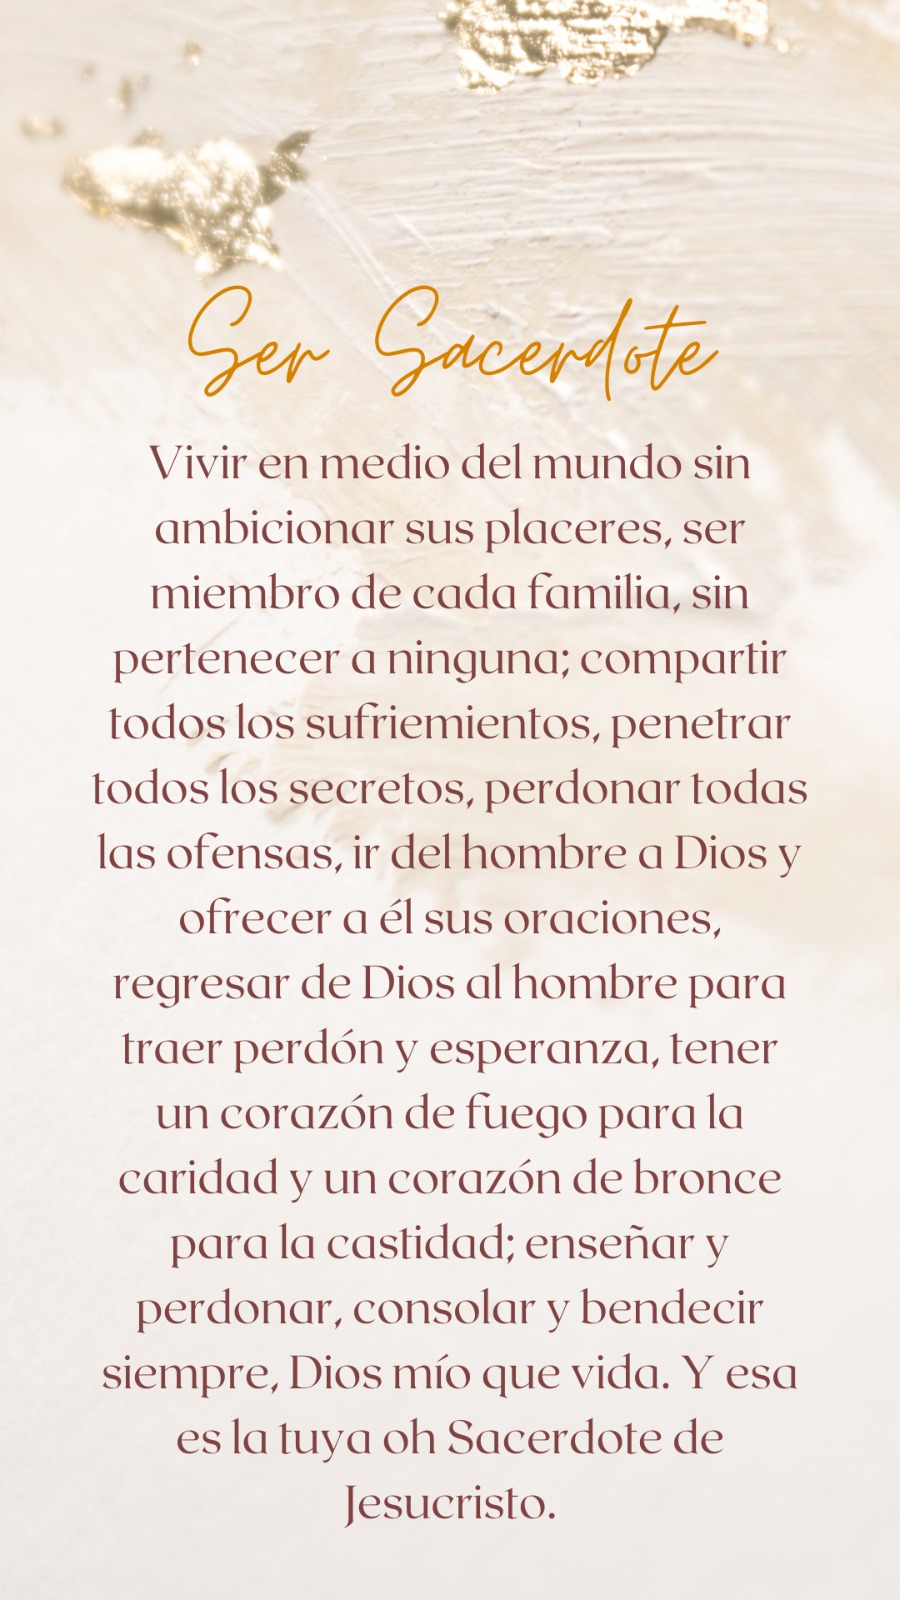 Ser Sacerdote
Vivir en medio del mundo sin
ambicionar sus placeres, ser
miembro de cada familia, sin
pertenecer a ninguna; compartir
todos los sufriemientos, penetrar
todos los secretos, perdonar todas
las ofensas, ir del hombre a Dios y
ofrecer a él sus oraciones,
regresar de Dios al hombre para
traer perdón y esperanza, tener
un corazón de fuego para la
caridad y un corazón de bronce
para la castidad; enseñar y
perdonar, consolar y bendecir
siempre, Dios mío que vida. Y esa
es la tuya oh Sacerdote de
Jesucristo.